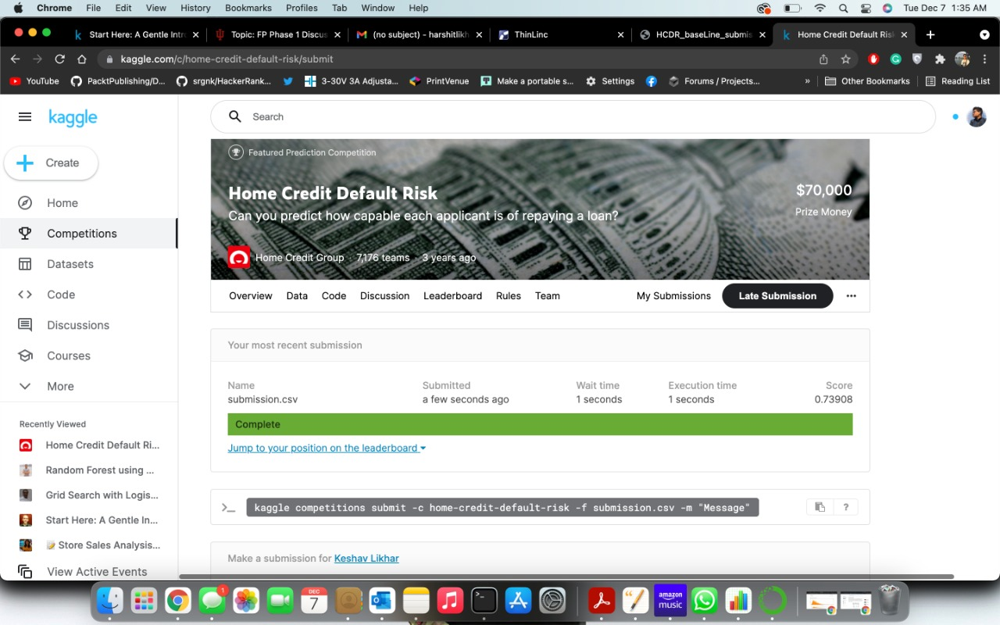 Chrome File Edit View History Bookmarks Profiles Tab Window Help Tue Dec 7 1:35 AM
Start Here: A Gentle Intro Topic: FP Phase 1 Discus (no subject) - harshitlikh ThinLinc HCDR_baseLine_submis Home Credit Default Risk
kaggle.com/c/home-credit-default-risk/submit
YouTube PacktPublishing/D... srgnk/HackerRank... 3-30V 3A Adjusta... PrintVenue Make a portable s... Settings Forums / Projects... » Other Bookmarks Reading List
kaggle
Search
Create
Home
Competitions
Datasets
Code
Discussions
Courses
More
Recently Viewed
Home Credit Default Ri...
Random Forest using ...
Grid Search with Logis...
Start Here: A Gentle In...
📝 Store Sales Analysis...
View Active Events
Featured Prediction Competition
Home Credit Default Risk
Can you predict how capable each applicant is of repaying a loan?
$70,000
Prize Money
Home Credit Group · 7,176 teams · 3 years ago
Overview Data Code Discussion Leaderboard Rules Team My Submissions Late Submission ...
Your most recent submission
Name Submitted Wait time Execution time Score
submission.csv a few seconds ago 1 seconds 1 seconds 0.73908
Complete
Jump to your position on the leaderboard
>_ kaggle competitions submit -c home-credit-default-risk -f submission.csv -m "Message" ?
Make a submission for Keshav Likhar
1
DEC
7
amazon
music